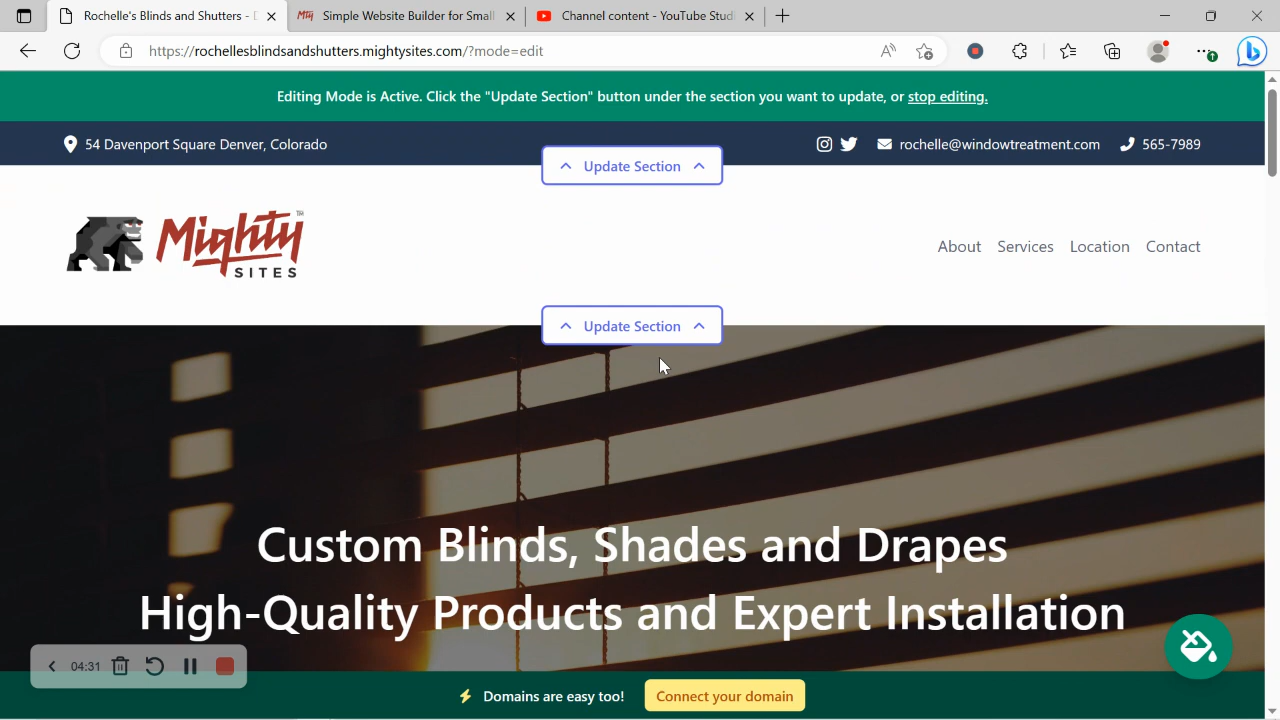 Rochelle's Blinds and Shutters - D
Simple Website Builder for Small
Channel content - YouTube Studi
https://rochellesblindsandshutters.mightysites.com/?mode=edit
Editing Mode is Active. Click the "Update Section" button under the section you want to update, or stop editing.
54 Davenport Square Denver, Colorado
rochelle@windowtreatment.com
565-7989
Update Section
Mighty™
SITES
About Services Location Contact
Update Section
Custom Blinds, Shades and Drapes
High-Quality Products and Expert Installation
04:31
Domains are easy too!
Connect your domain